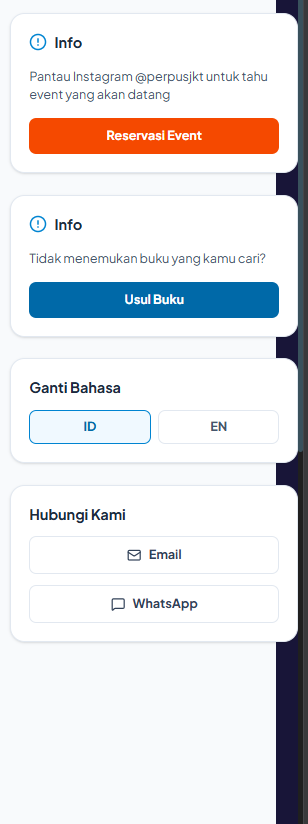 Info
Pantau Instagram @perpusjkt untuk tahu
event yang akan datang
Reservasi Event
Info
Tidak menemukan buku yang kamu cari?
Usul Buku
Ganti Bahasa
ID
EN
Hubungi Kami
Email
WhatsApp